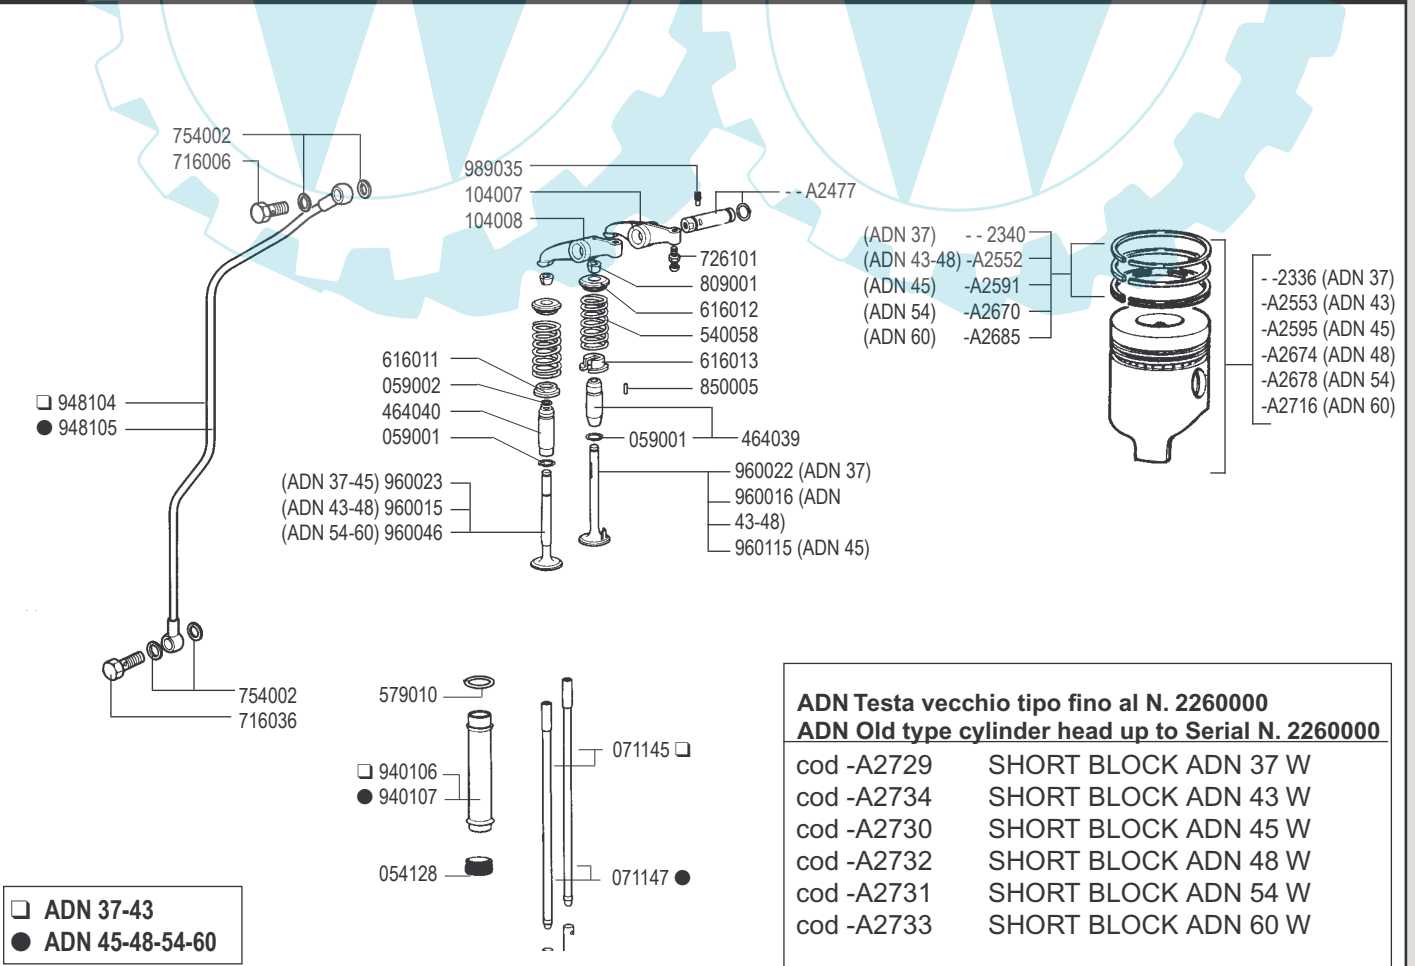 754002
716006
989035
104007
104008
- - A2477
726101
809001
616012
540058
616013
850005
616011
059002
464040
059001
059001
464039
❑ 948104
● 948105
(ADN 37-45) 960023
(ADN 43-48) 960015
(ADN 54-60) 960046
960022 (ADN 37)
960016 (ADN
43-48)
960115 (ADN 45)
(ADN 37) - - 2340
(ADN 43-48) -A2552
(ADN 45) -A2591
(ADN 54) -A2670
(ADN 60) -A2685
- -2336 (ADN 37)
-A2553 (ADN 43)
-A2595 (ADN 45)
-A2674 (ADN 48)
-A2678 (ADN 54)
-A2716 (ADN 60)
754002
716036
579010
❑ 940106
● 940107
054128
071145 ❑
071147 ●
❑ ADN 37-43
● ADN 45-48-54-60
ADN Testa vecchio tipo fino al N. 2260000
ADN Old type cylinder head up to Serial N. 2260000
cod -A2729 SHORT BLOCK ADN 37 W
cod -A2734 SHORT BLOCK ADN 43 W
cod -A2730 SHORT BLOCK ADN 45 W
cod -A2732 SHORT BLOCK ADN 48 W
cod -A2731 SHORT BLOCK ADN 54 W
cod -A2733 SHORT BLOCK ADN 60 W